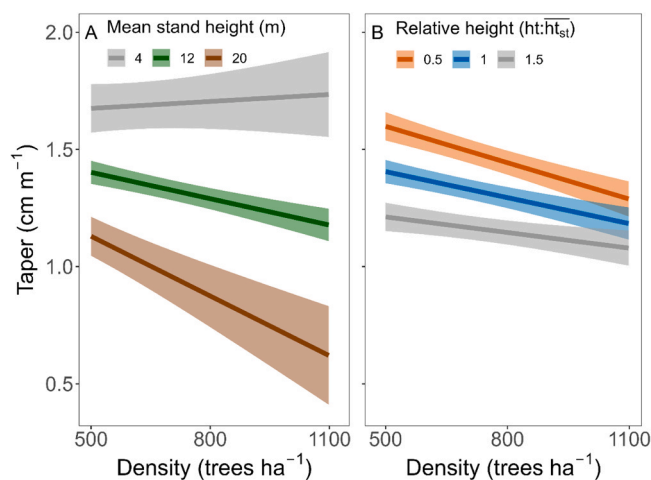 A Mean stand height (m)
4 12 20
B Relative height (ht:ht_st)
0.5 1 1.5
Taper (cm m⁻¹)
2.0
1.5
1.0
0.5
500 800 1100
500 800 1100
Density (trees ha⁻¹)
Density (trees ha⁻¹)